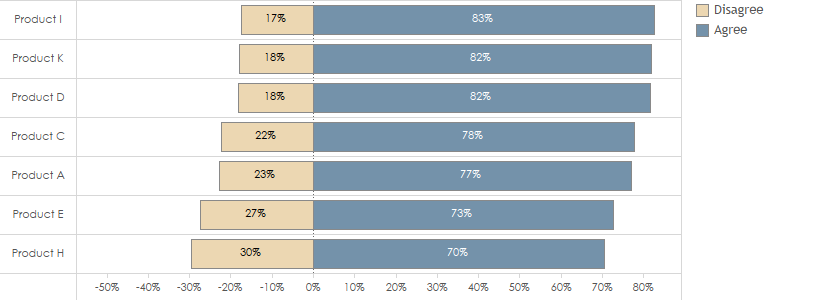 Product I 17% 83%
Product K 18% 82%
Product D 18% 82%
Product C 22% 78%
Product A 23% 77%
Product E 27% 73%
Product H 30% 70%
-50% -40% -30% -20% -10% 0% 10% 20% 30% 40% 50% 60% 70% 80%
Disagree
Agree